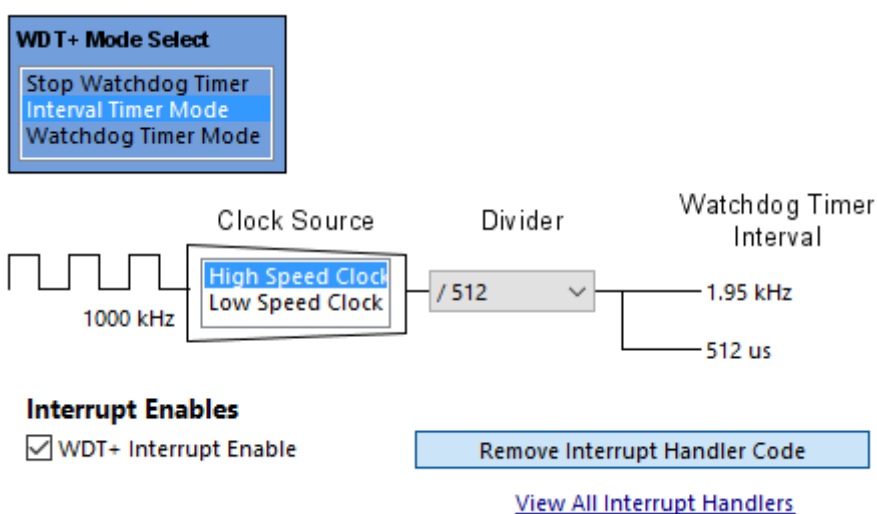 WDT+ Mode Select
Stop Watchdog Timer
Interval Timer Mode
Watchdog Timer Mode
Clock Source
Divider
Watchdog Timer
Interval
1000 kHz
High Speed Clock
Low Speed Clock
/ 512
1.95 kHz
512 us
Interrupt Enables
WDT+ Interrupt Enable
Remove Interrupt Handler Code
View All Interrupt Handlers